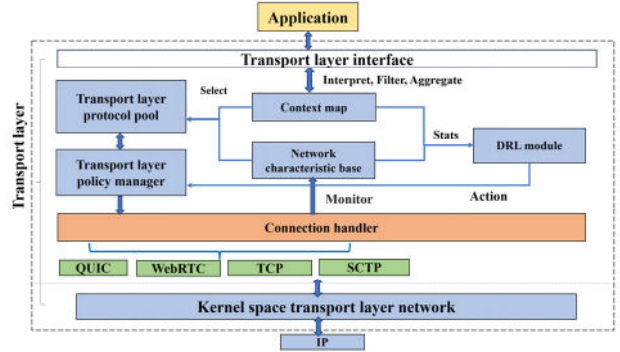 Application
Transport layer interface
Interpret, Filter, Aggregate
Transport layer
protocol pool
Select
Context map
Stats
DRL module
Network
characteristic base
Transport layer
policy manager
Monitor
Action
Connection handler
QUIC
WebRTC
TCP
SCTP
Kernel space transport layer network
IP
Transport layer